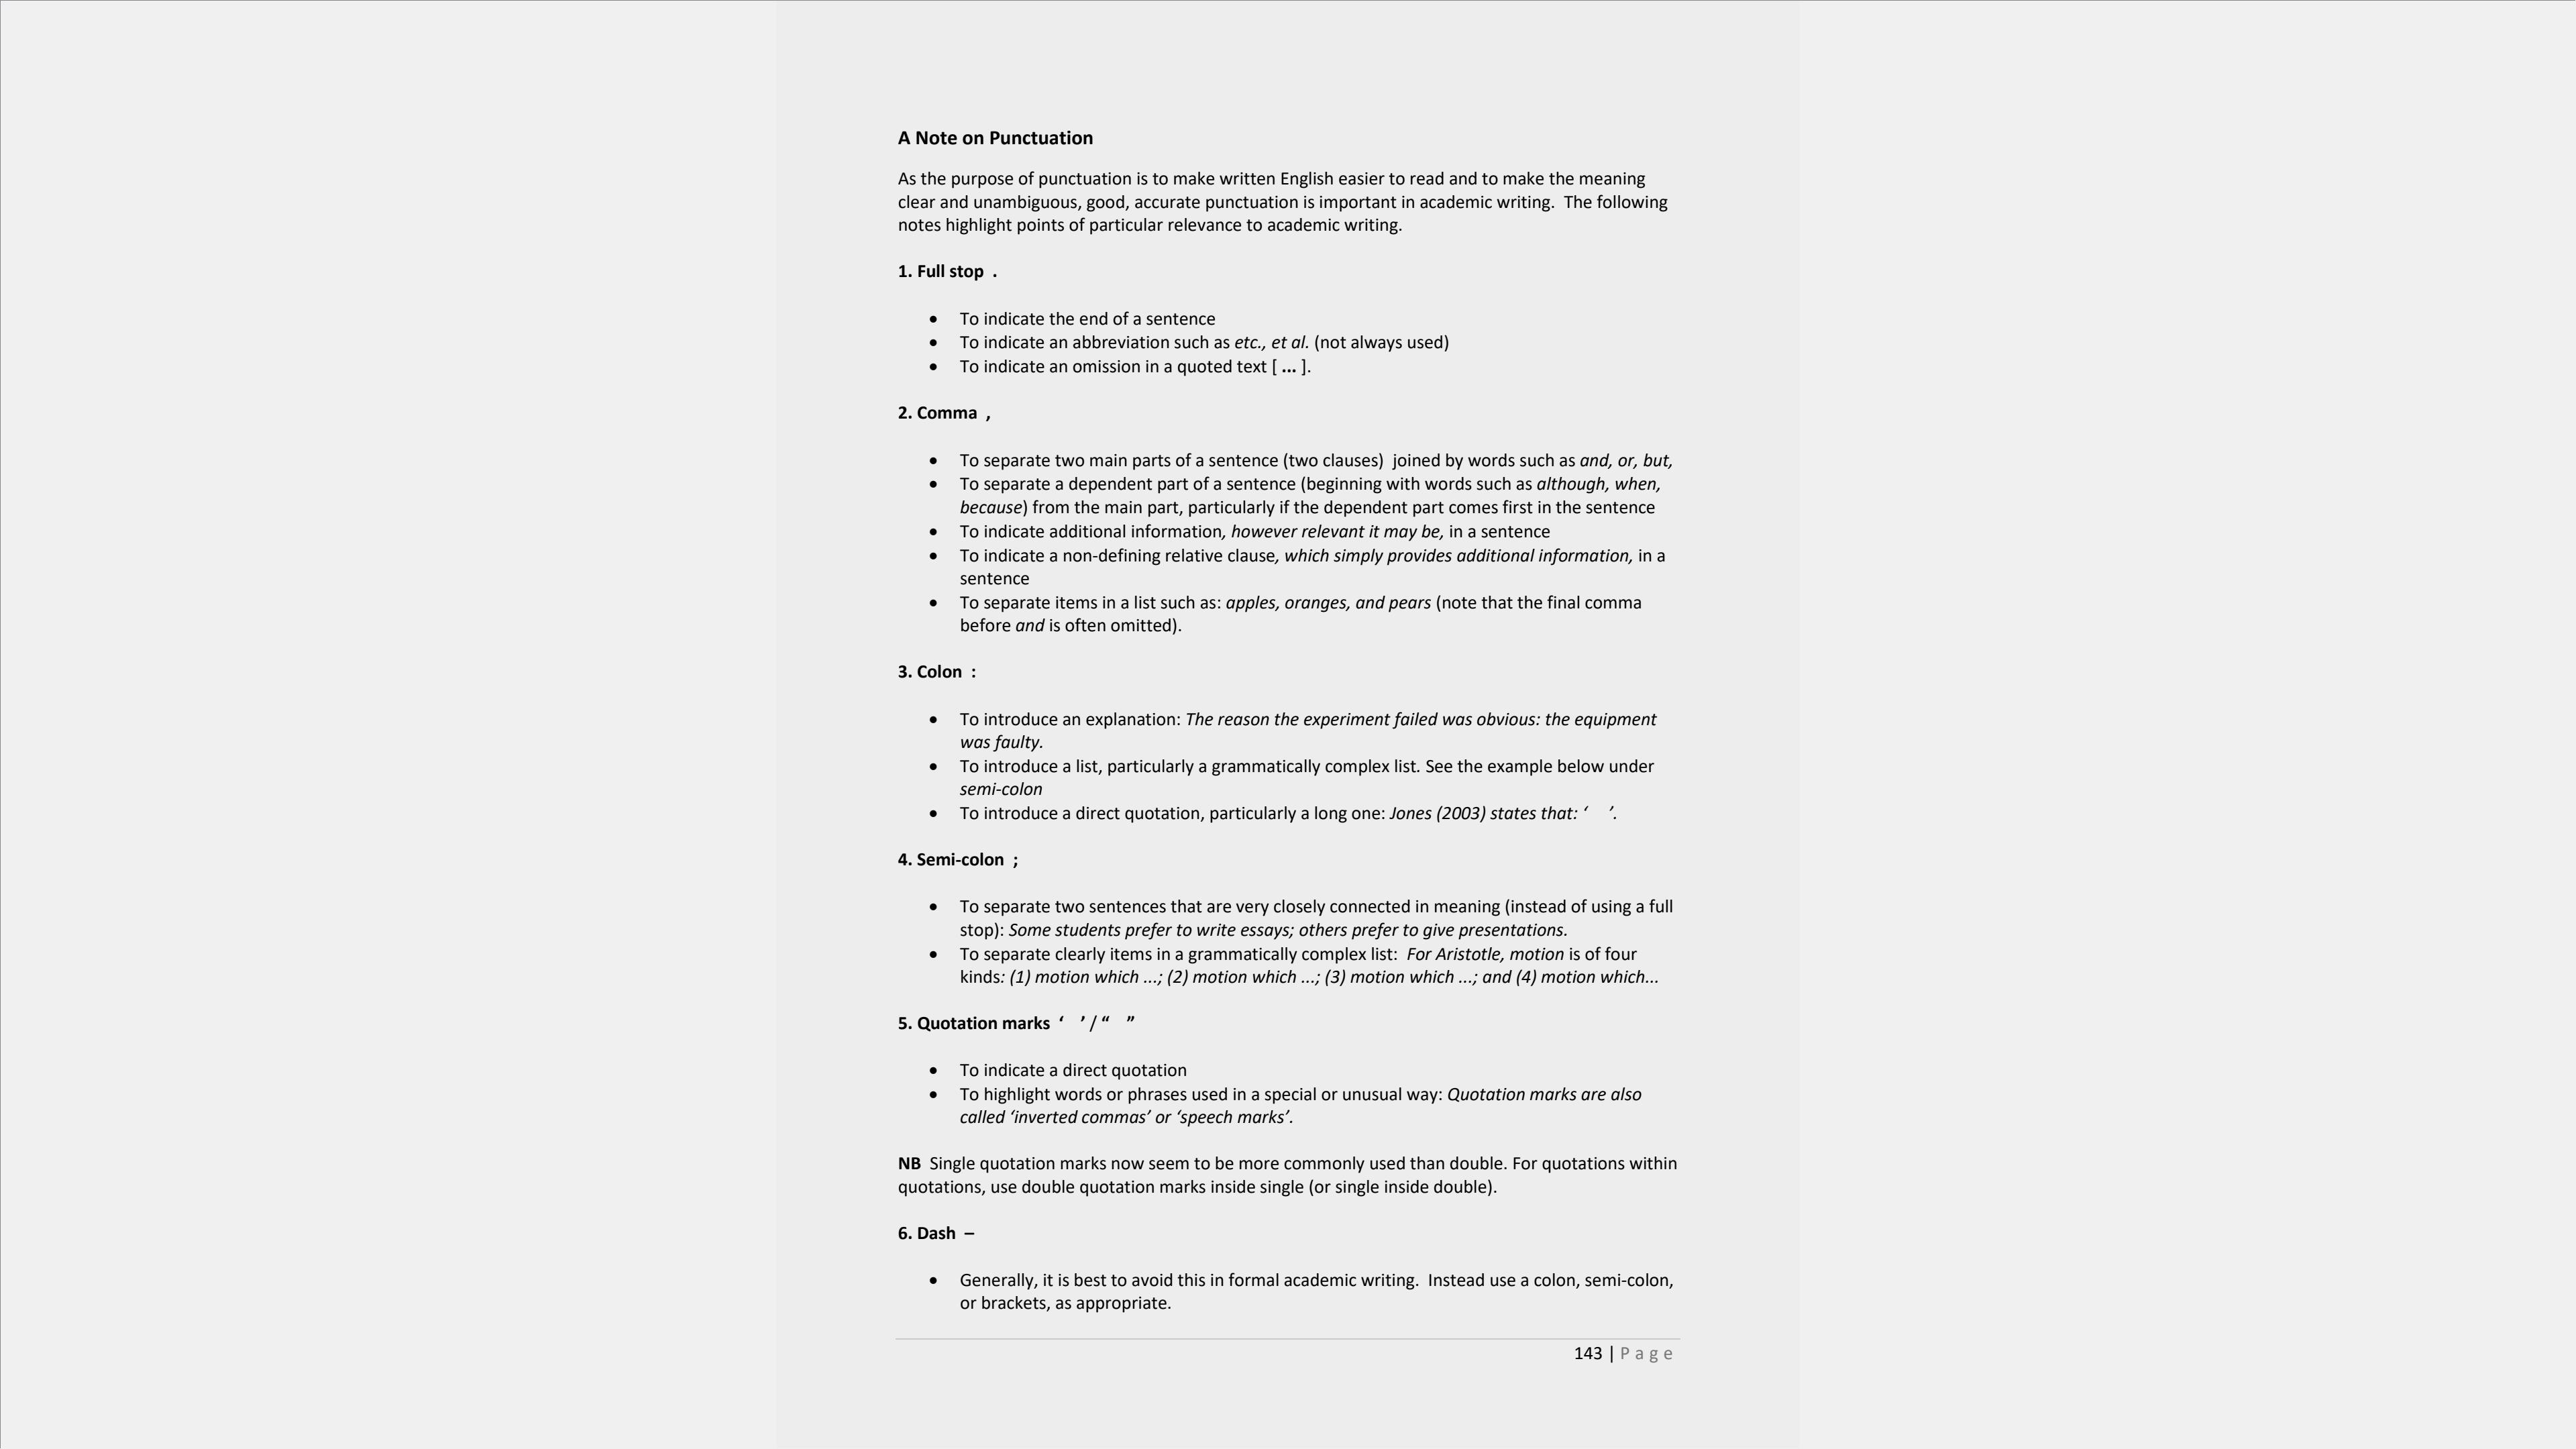 A Note on Punctuation
As the purpose of punctuation is to make written English easier to read and to make the meaning
clear and unambiguous, good, accurate punctuation is important in academic writing.  The following
notes highlight points of particular relevance to academic writing.
1. Full stop  .
• To indicate the end of a sentence
• To indicate an abbreviation such as etc., et al. (not always used)
• To indicate an omission in a quoted text [ ... ].
2. Comma  ,
• To separate two main parts of a sentence (two clauses)  joined by words such as and, or, but,
• To separate a dependent part of a sentence (beginning with words such as although, when,
because) from the main part, particularly if the dependent part comes first in the sentence
• To indicate additional information, however relevant it may be, in a sentence
• To indicate a non-defining relative clause, which simply provides additional information, in a
sentence
• To separate items in a list such as: apples, oranges, and pears (note that the final comma
before and is often omitted).
3. Colon  :
• To introduce an explanation: The reason the experiment failed was obvious: the equipment
was faulty.
• To introduce a list, particularly a grammatically complex list. See the example below under
semi-colon
• To introduce a direct quotation, particularly a long one: Jones (2003) states that: ‘    ’.
4. Semi-colon  ;
• To separate two sentences that are very closely connected in meaning (instead of using a full
stop): Some students prefer to write essays; others prefer to give presentations.
• To separate clearly items in a grammatically complex list:  For Aristotle, motion is of four
kinds: (1) motion which ...; (2) motion which ...; (3) motion which ...; and (4) motion which...
5. Quotation marks  ‘   ’ / “   ”
• To indicate a direct quotation
• To highlight words or phrases used in a special or unusual way: Quotation marks are also
called ‘inverted commas’ or ‘speech marks’.
NB  Single quotation marks now seem to be more commonly used than double. For quotations within
quotations, use double quotation marks inside single (or single inside double).
6. Dash  –
• Generally, it is best to avoid this in formal academic writing.  Instead use a colon, semi-colon,
or brackets, as appropriate.
143 | Page